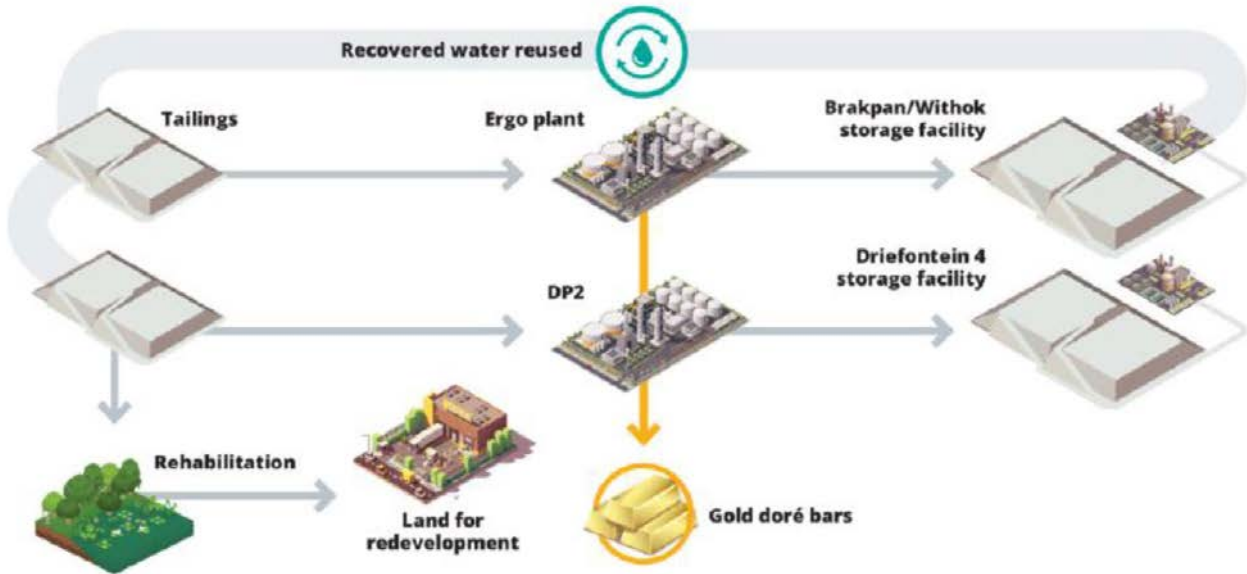 Recovered water reused
Tailings
Ergo plant
Brakpan/Withok
storage facility
DP2
Driefontein 4
storage facility
Rehabilitation
Land for
redevelopment
Gold doré bars